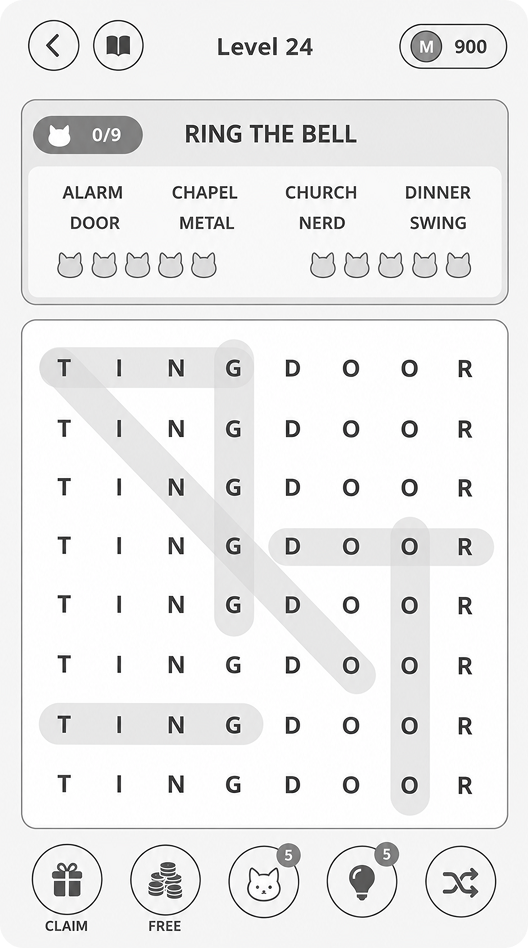 Level 24
M 900
0/9 RING THE BELL
ALARM CHAPEL CHURCH DINNER
DOOR METAL NERD SWING
T I N G D O O R
T I N G D O O R
T I N G D O O R
T I N G D O O R
T I N G D O O R
T I N G D O O R
T I N G D O O R
T I N G D O O R
5 5
CLAIM FREE